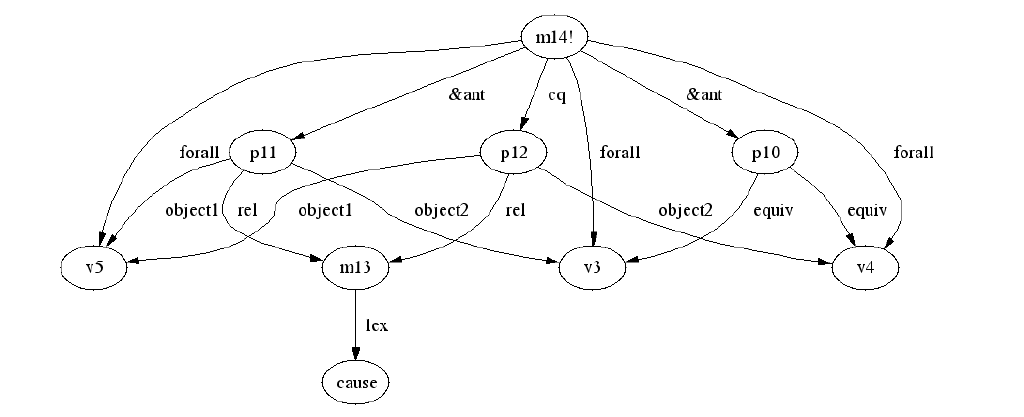 m14!
&ant
cq
&ant
forall
p11
p12
forall
p10
forall
object1
rel
object1
object2
rel
object2
equiv
equiv
v5
m13
v3
v4
lex
cause